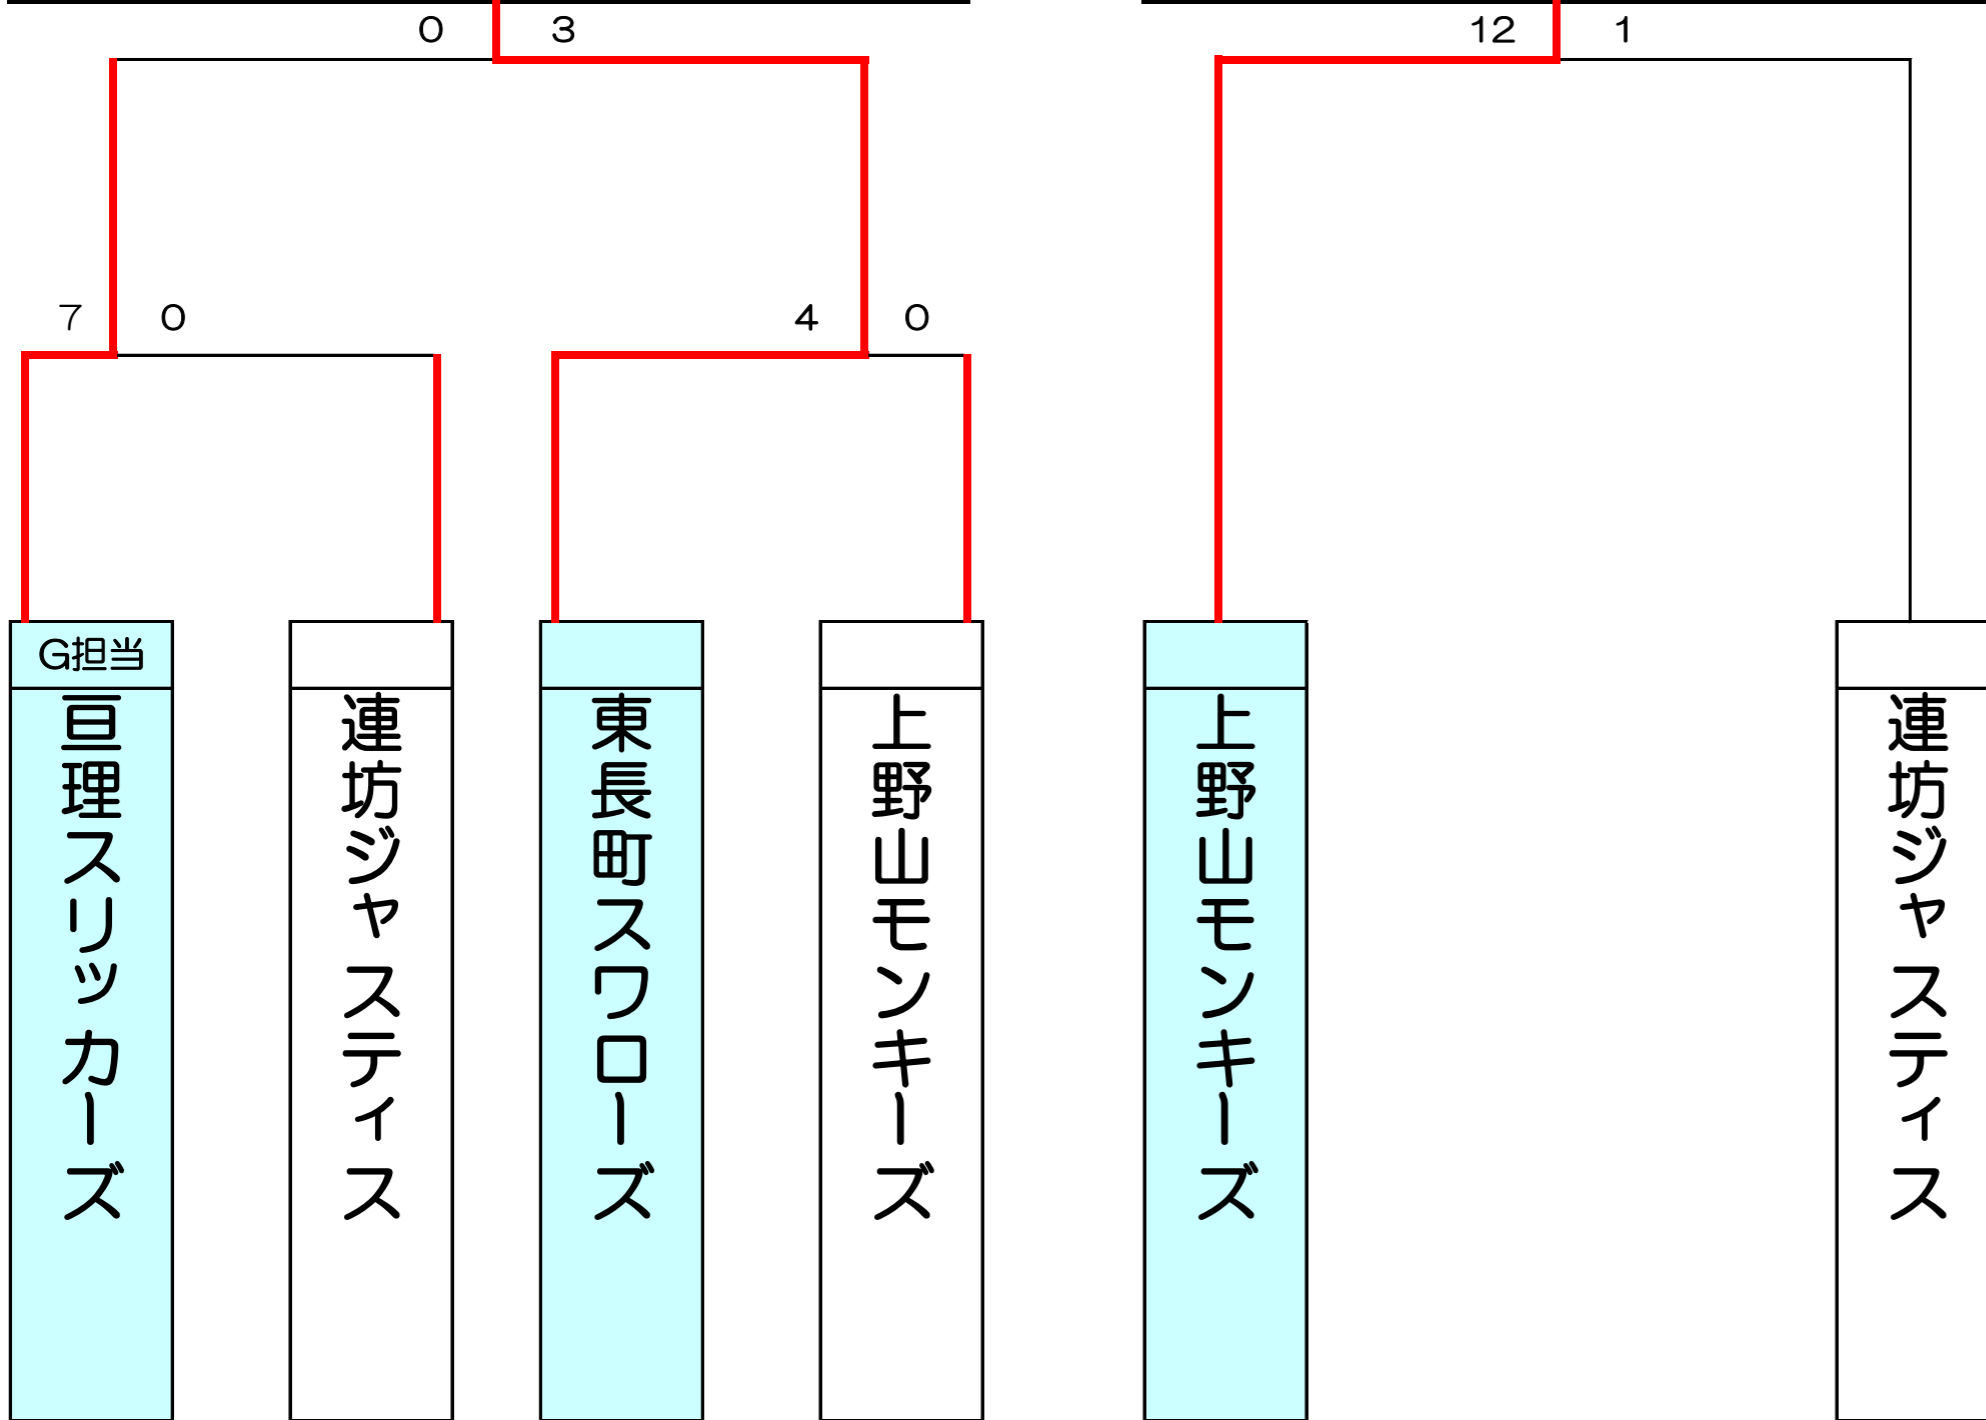 0 3
12 1
7 0
4 0
G担当
亘理スリッカーズ
連坊ジャスティス
東長町スワローズ
上野山モンキーズ
上野山モンキーズ
連坊ジャスティス